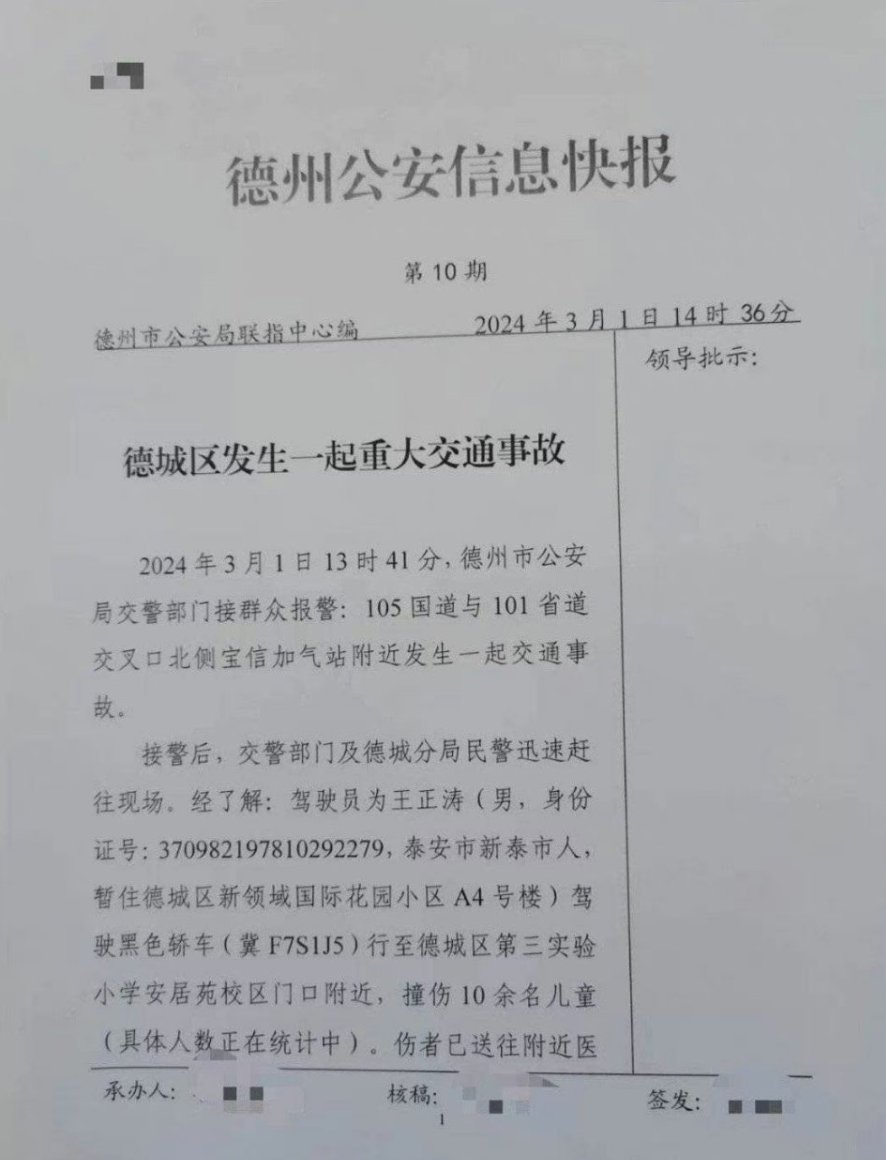 德州公安信息快报
第 10 期
德州市公安局联指中心编 2024 年 3 月 1 日 14 时 36分
领导批示：
德城区发生一起重大交通事故
2024 年 3 月 1 日 13 时 41 分，德州市公安
局交警部门接群众报警：105 国道与 101 省道
交叉口北侧宝信加气站附近发生一起交通事
故。
接警后，交警部门及德城分局民警迅速赶
往现场。经了解：驾驶员为王正涛（男，身份
证号：370982197810292279，泰安市新泰市人，
暂住德城区新领域国际花园小区 A4 号楼）驾
驶黑色轿车（冀 F7S1J5）行至德城区第三实验
小学安居苑校区门口附近，撞伤 10 余名儿童
（具体人数正在统计中）。伤者已送往附近医
承办人： 核稿： 签发：
1